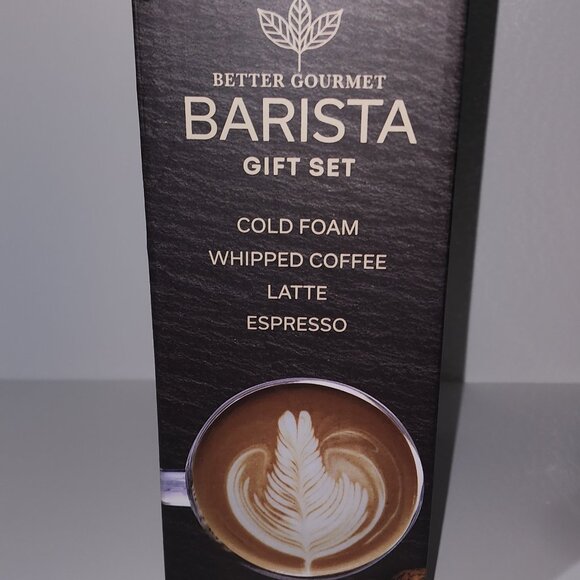 BETTER GOURMET
BARISTA
GIFT SET
COLD FOAM
WHIPPED COFFEE
LATTE
ESPRESSO